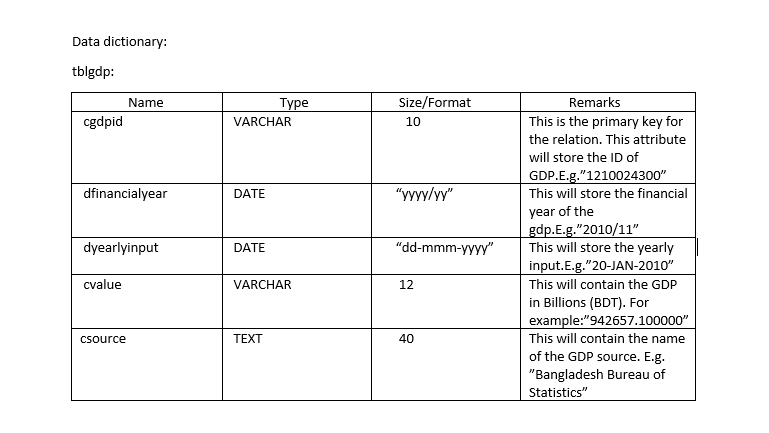 Data dictionary:
tblgdp:
Name Type Size/Format Remarks
cgdpid VARCHAR 10 This is the primary key for
the relation. This attribute
will store the ID of
GDP.E.g.”1210024300”
dfinancialyear DATE “yyyy/yy” This will store the financial
year of the
gdp.E.g.”2010/11”
dyearlyinput DATE “dd-mmm-yyyy” This will store the yearly
input.E.g.”20-JAN-2010”
cvalue VARCHAR 12 This will contain the GDP
in Billions (BDT). For
example:”942657.100000”
csource TEXT 40 This will contain the name
of the GDP source. E.g.
”Bangladesh Bureau of
Statistics”